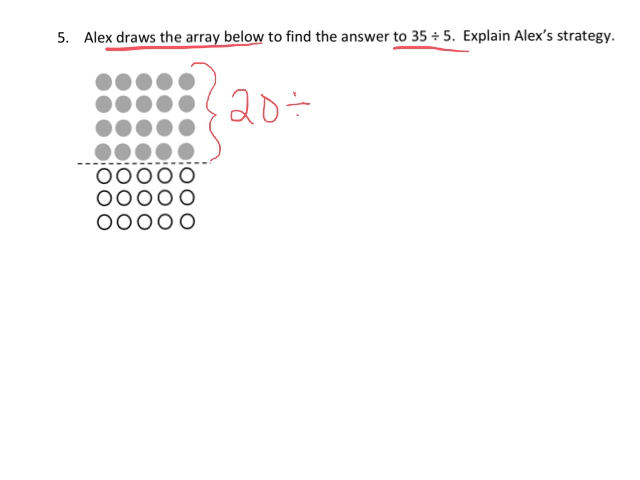 5. Alex draws the array below to find the answer to 35 ÷ 5. Explain Alex's strategy.
20 ÷